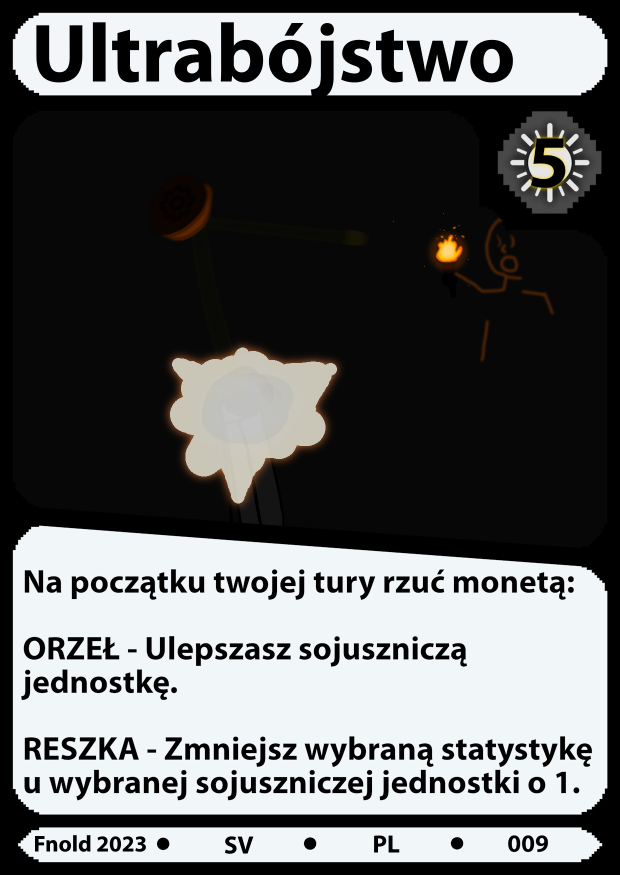 Ultrabójstwo
5
Na początku twojej tury rzuć monetą:
ORZEŁ - Ulepszasz sojuszniczą
jednostkę.
RESZKA - Zmniejsz wybraną statystykę
u wybranej sojuszniczej jednostki o 1.
Fnold 2023 ● SV ● PL ● 009